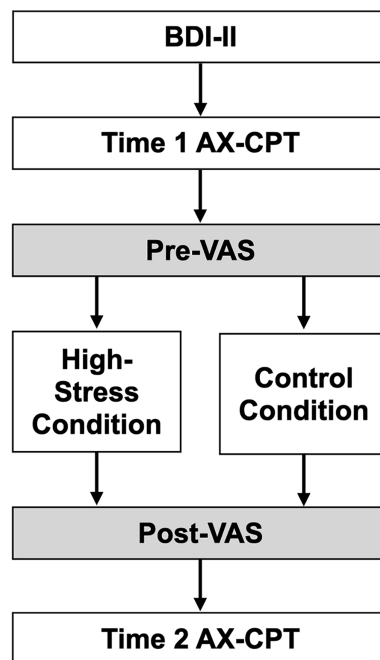 BDI-II
Time 1 AX-CPT
Pre-VAS
High-
Stress
Condition
Control
Condition
Post-VAS
Time 2 AX-CPT